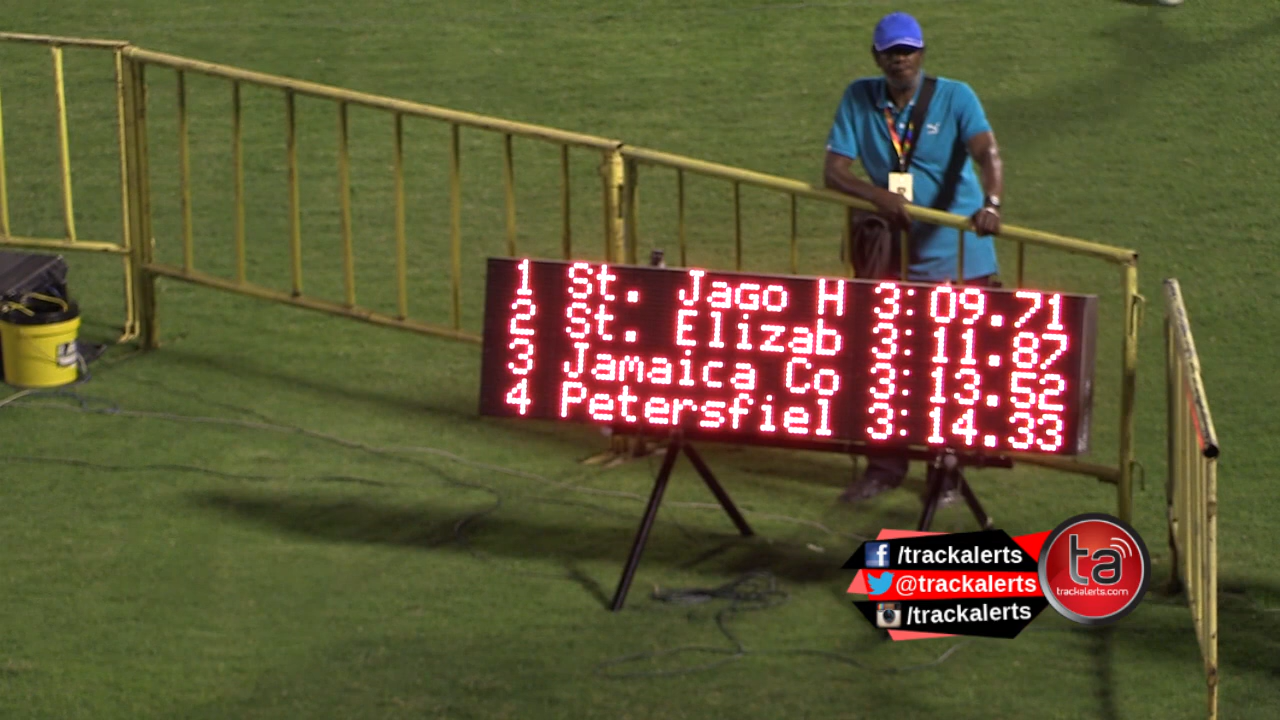 1 St. Jago H 3:09.71
2 St. Elizab 3:11.87
3 Jamaica Co 3:13.52
4 Petersfiel 3:14.33
f /trackalerts
@trackalerts
/trackalerts
ta
trackalerts.com